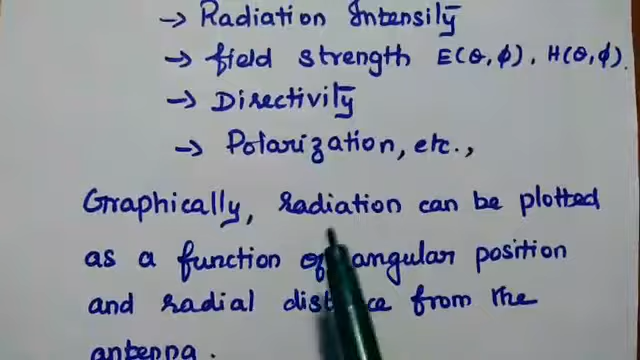 → Radiation Intensity
→ field strength E(θ,φ), H(θ,φ).
→ Directivity
→ Polarization, etc.,
Graphically, radiation can be plotted
as a function of angular position
and radial from the
antenna.